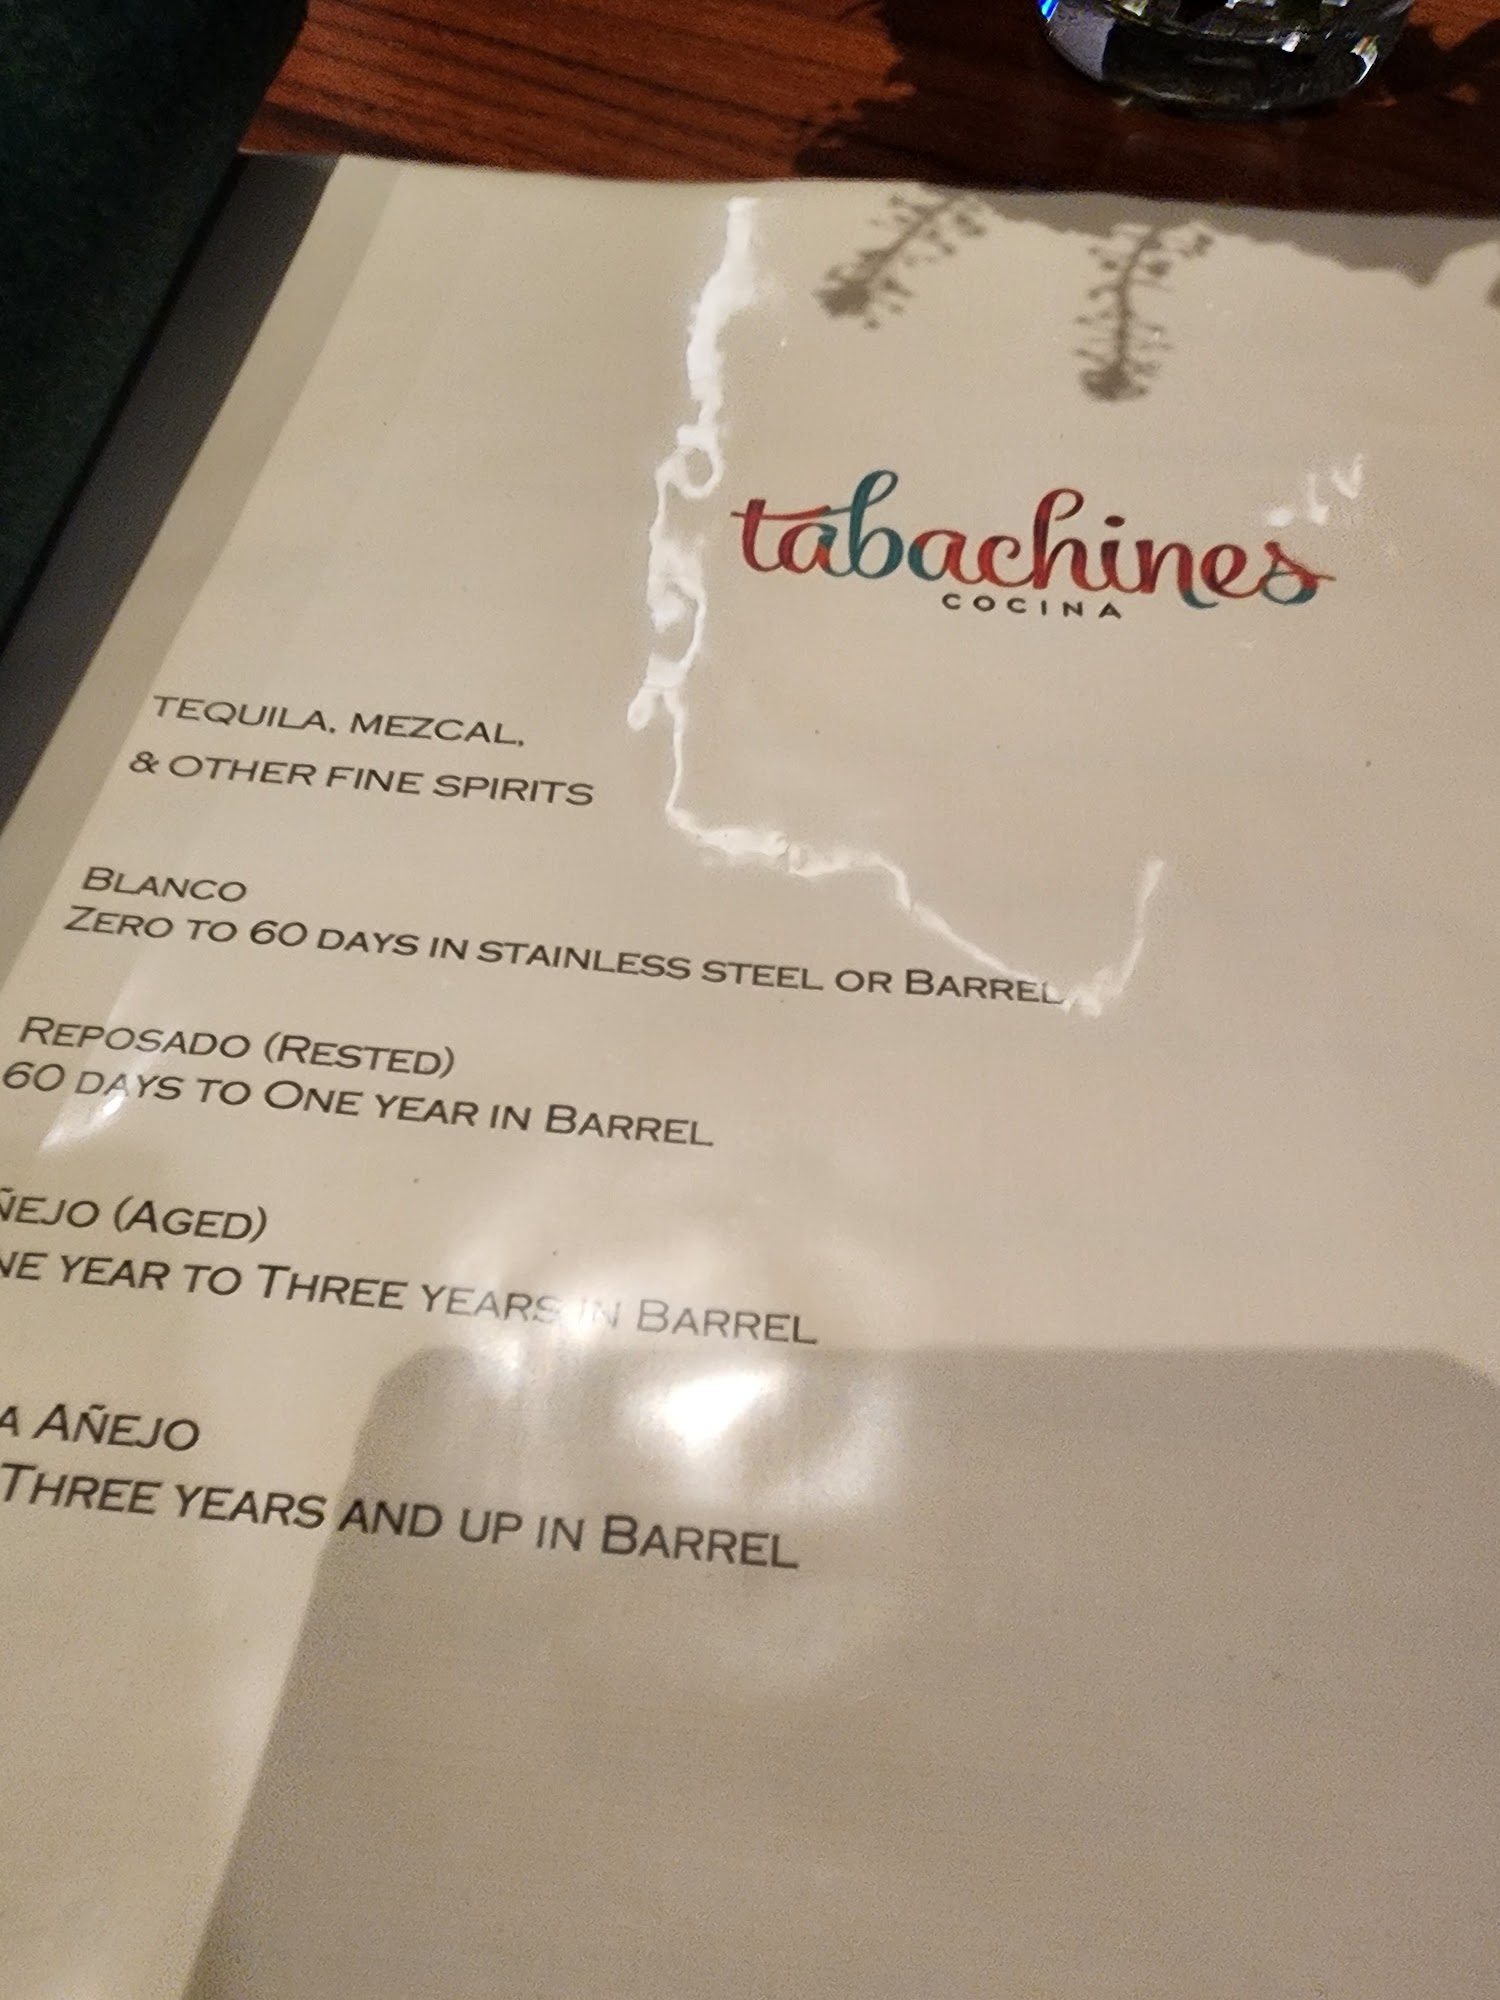 tabachines
COCINA
TEQUILA, MEZCAL,
& OTHER FINE SPIRITS
BLANCO
ZERO TO 60 DAYS IN STAINLESS STEEL OR BARREL
REPOSADO (RESTED)
60 DAYS TO ONE YEAR IN BARREL
ÑEJO (AGED)
NE YEAR TO THREE YEARS IN BARREL
A AÑEJO
THREE YEARS AND UP IN BARREL